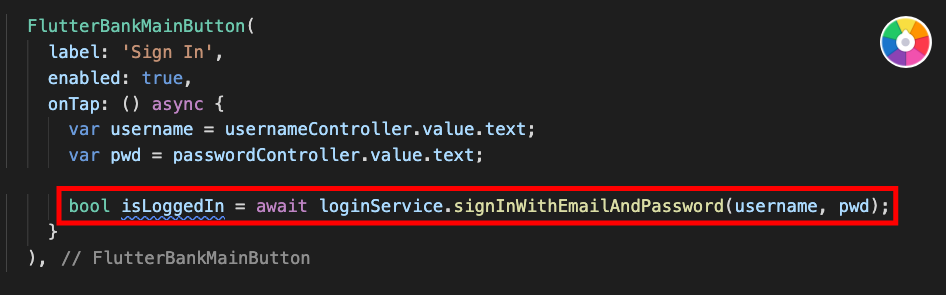 FlutterBankMainButton(
label: 'Sign In',
enabled: true,
onTap: () async {
var username = usernameController.value.text;
var pwd = passwordController.value.text;
bool isLoggedIn = await loginService.signInWithEmailAndPassword(username, pwd);
}
), // FlutterBankMainButton